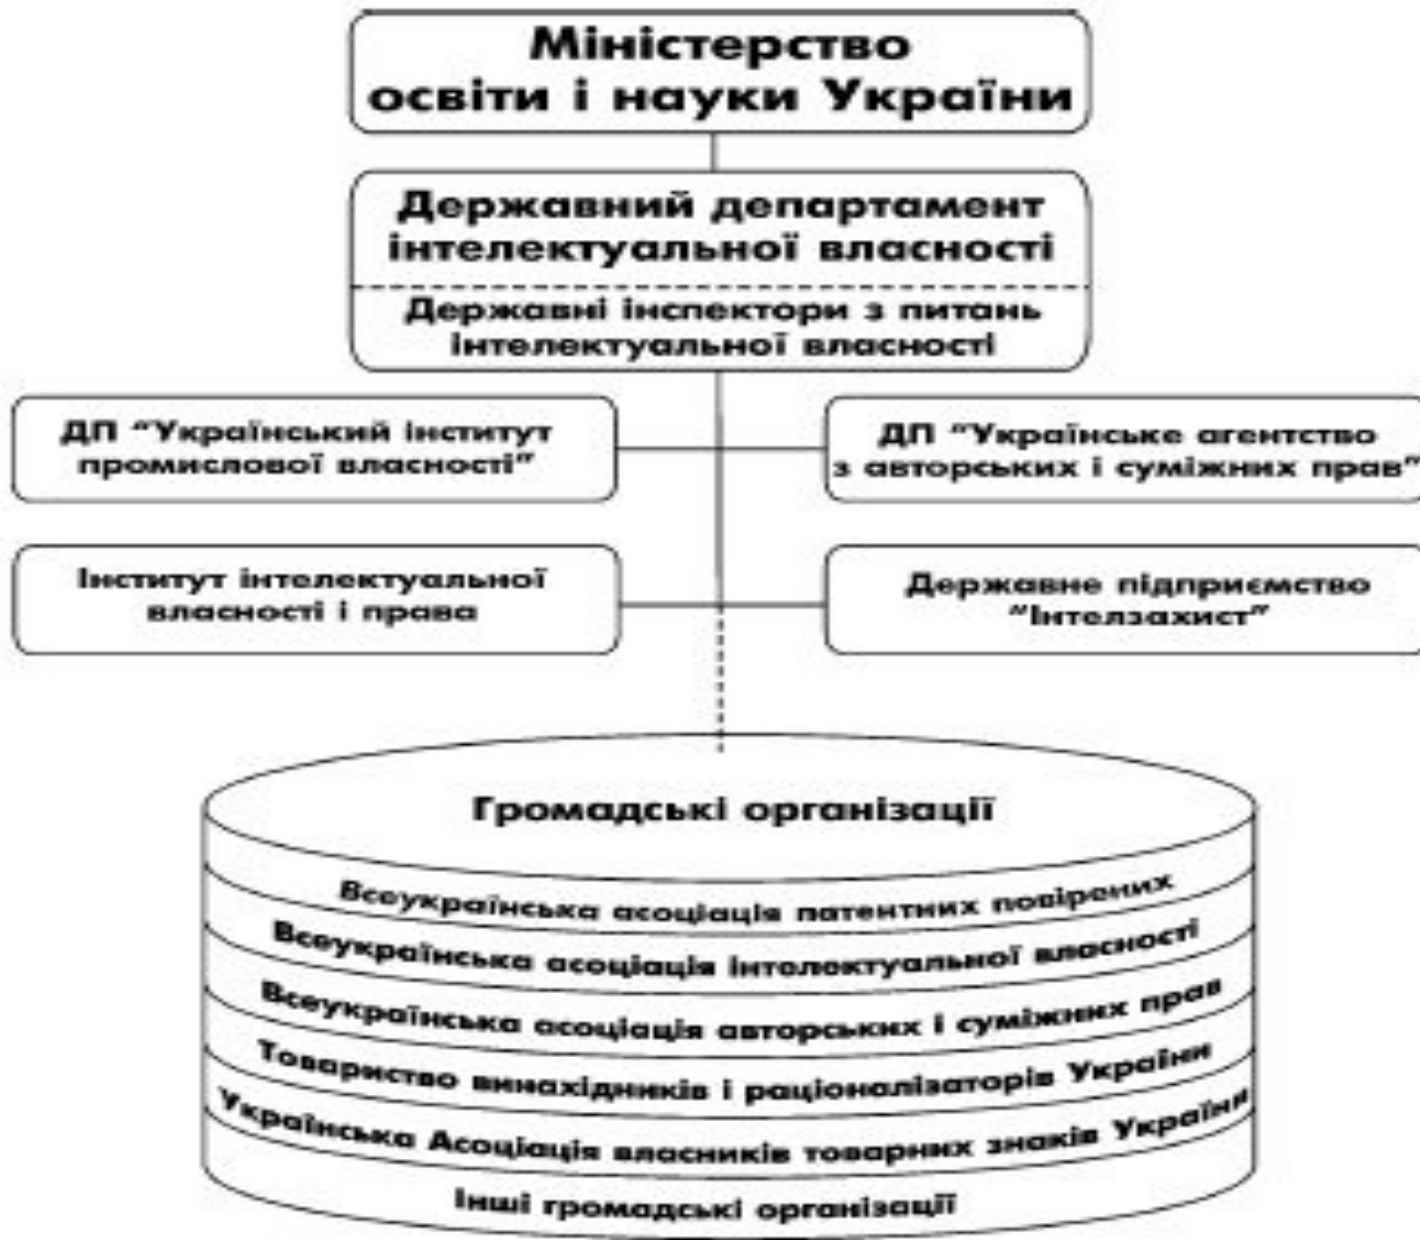 Міністерство
освіти і науки України
Державний департамент
інтелектуальної власності
Державні інспектори з питань
інтелектуальної власності
ДП “Український інститут
промислової власності”
ДП “Українське агентство
з авторських і суміжних прав”
Інститут інтелектуальної
власності і права
Державне підприємство
“Інтелзахист”
Громадські організації
Всеукраїнська асоціація патентних повірених
Всеукраїнська асоціація інтелектуальної власності
Всеукраїнська асоціація авторських і суміжних прав
Товариство винахідників і раціоналізаторів України
Українська Асоціація власників товарних знаків України
Інші громадські організації